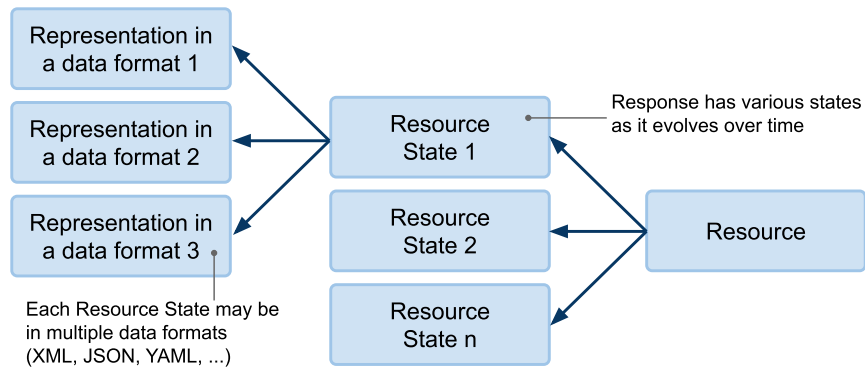 Representation in
a data format 1
Representation in
a data format 2
Representation in
a data format 3
Each Resource State may be
in multiple data formats
(XML, JSON, YAML, ...)
Resource
State 1
Resource
State 2
Resource
State n
Response has various states
as it evolves over time
Resource